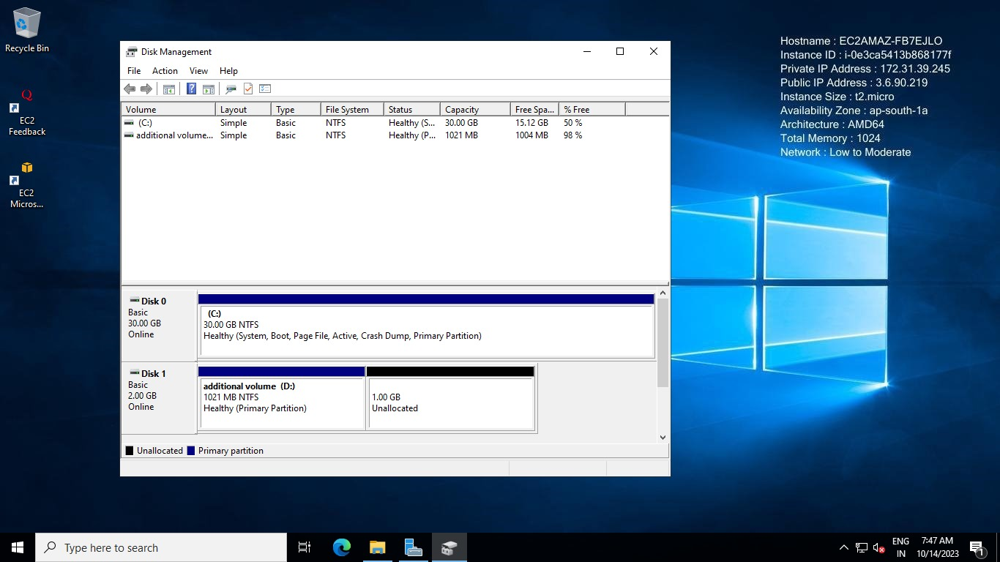 Recycle Bin
EC2
Feedback
EC2
Micros...
Disk Management
File Action View Help
Volume Layout Type File System Status Capacity Free Spa... % Free
(C:) Simple Basic NTFS Healthy (S... 30.00 GB 15.12 GB 50 %
additional volume... Simple Basic NTFS Healthy (P... 1021 MB 1004 MB 98 %
Disk 0
Basic
30.00 GB
Online
(C:)
30.00 GB NTFS
Healthy (System, Boot, Page File, Active, Crash Dump, Primary Partition)
Disk 1
Basic
2.00 GB
Online
additional volume (D:)
1021 MB NTFS
Healthy (Primary Partition)
1.00 GB
Unallocated
Unallocated Primary partition
Hostname : EC2AMAZ-FB7EJLO
Instance ID : i-0e3ca5413b868177f
Private IP Address : 172.31.39.245
Public IP Address : 3.6.90.219
Instance Size : t2.micro
Availability Zone : ap-south-1a
Architecture : AMD64
Total Memory : 1024
Network : Low to Moderate
Type here to search
ENG
IN
7:47 AM
10/14/2023
1